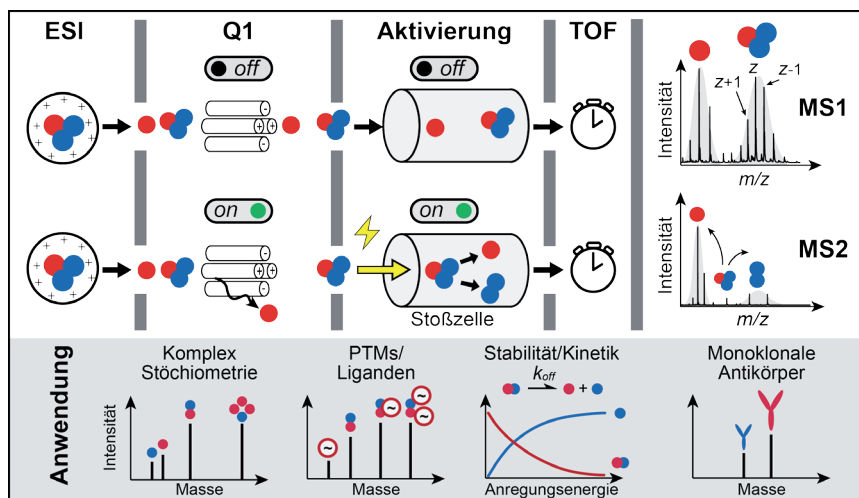 ESI
Q1
Aktivierung
TOF
off
off
z+1
z
z-1
Intensität
MS1
m/z
on
on
Stoßzelle
Intensität
MS2
m/z
Anwendung
Komplex
Stöchiometrie
Intensität
Masse
PTMs/
Liganden
~
~
~
~
Masse
Stabilität/Kinetik
koff
+
Anregungsenergie
Monoklonale
Antikörper
Masse